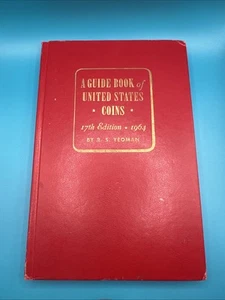 A GUIDE BOOK of
UNITED STATES
• COINS •
17th Edition • 1964
BY R. S. YEOMAN